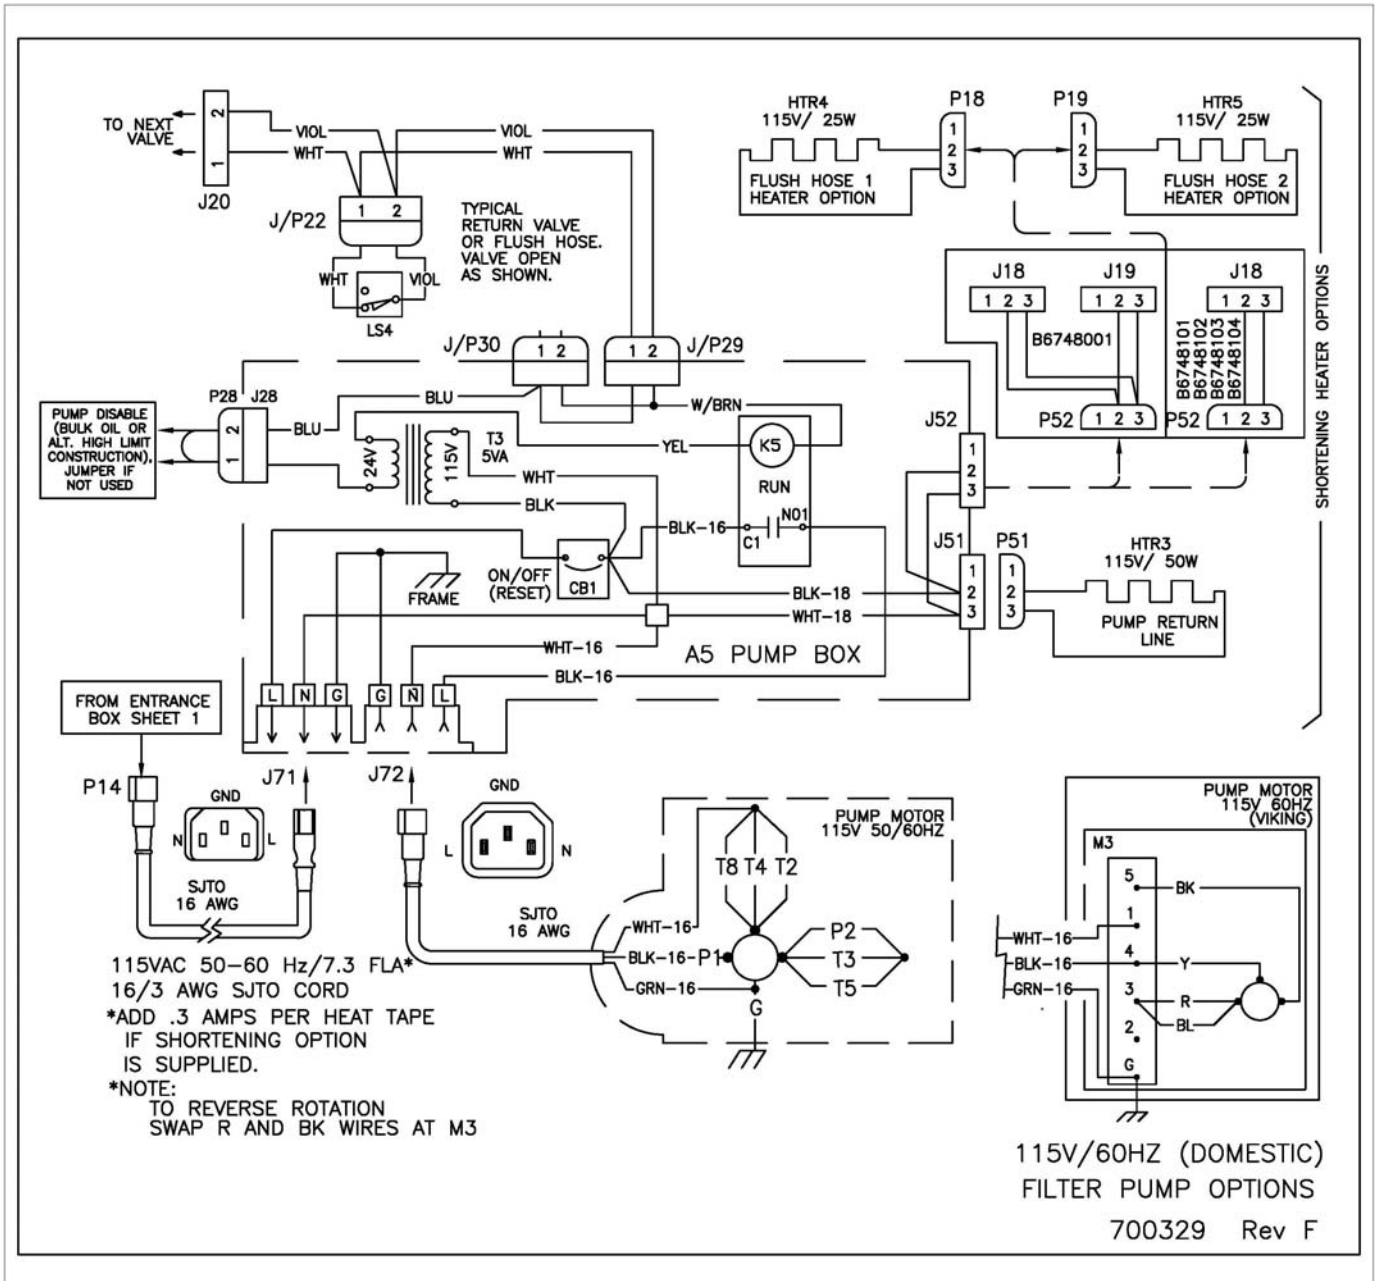 TO NEXT
VALVE
2
1
J20
VIOL
WHT
VIOL
WHT
J/P22
1 2
WHT
VIOL
LS4
TYPICAL
RETURN VALVE
OR FLUSH HOSE.
VALVE OPEN
AS SHOWN.
HTR4
115V/ 25W
P18
1
2
3
FLUSH HOSE 1
HEATER OPTION
P19
1
2
3
HTR5
115V/ 25W
FLUSH HOSE 2
HEATER OPTION
SHORTENING HEATER OPTIONS
J18
1 2 3
J19
1 2 3
J18
1 2 3
B6748001
B6748101
B6748102
B6748103
B6748104
P52
1 2 3
P52
1 2 3
J/P30
1 2
J/P29
1 2
PUMP DISABLE
(BULK OIL OR
ALT. HIGH LIMIT
CONSTRUCTION).
JUMPER IF
NOT USED
P28
J28
2
1
BLU
BLU
W/BRN
YEL
24V
115V
T3
5VA
WHT
BLK
K5
RUN
C1
NO1
BLK-16
J52
1
2
3
ON/OFF
(RESET)
CB1
FRAME
J51
1
2
3
P51
1
2
3
HTR3
115V/ 50W
PUMP RETURN
LINE
BLK-18
WHT-18
WHT-16
BLK-16
A5 PUMP BOX
L N G G N L
FROM ENTRANCE
BOX SHEET 1
P14
J71
J72
GND
N
L
SJTO
16 AWG
GND
L
N
SJTO
16 AWG
PUMP MOTOR
115V 50/60HZ
T8 T4 T2
WHT-16
BLK-16
P1
GRN-16
P2
T3
T5
G
PUMP MOTOR
115V 60HZ
(VIKING)
M3
5
1
4
3
2
G
BK
Y
R
BL
WHT-16
BLK-16
GRN-16
115VAC 50-60 Hz/7.3 FLA*
16/3 AWG SJTO CORD
*ADD .3 AMPS PER HEAT TAPE
IF SHORTENING OPTION
IS SUPPLIED.
*NOTE:
TO REVERSE ROTATION
SWAP R AND BK WIRES AT M3
115V/60HZ (DOMESTIC)
FILTER PUMP OPTIONS
700329 Rev F